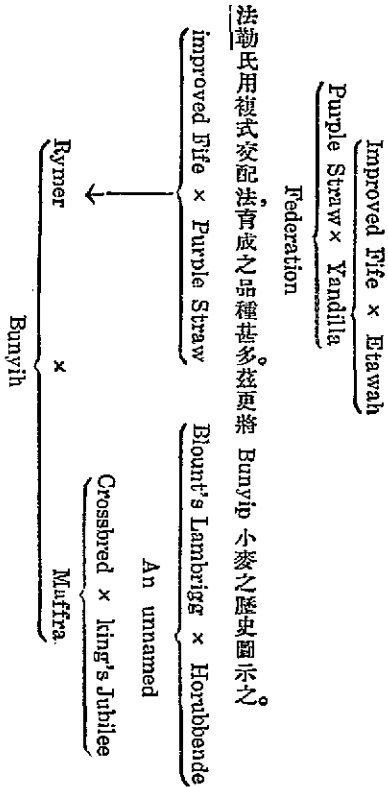 Improved Fife × Etawah
Purple Straw× Yandilla
Federation
法勒氏用複式交配法,育成之品種甚多。茲更將 Bunyip 小麥之歷史圖示之。
improved Fife × Purple Straw
Blount's Lambrigg × Horubbende
An unnamed
Crossbred × king's Jubilee
Rymer × Maffra
Bunyih